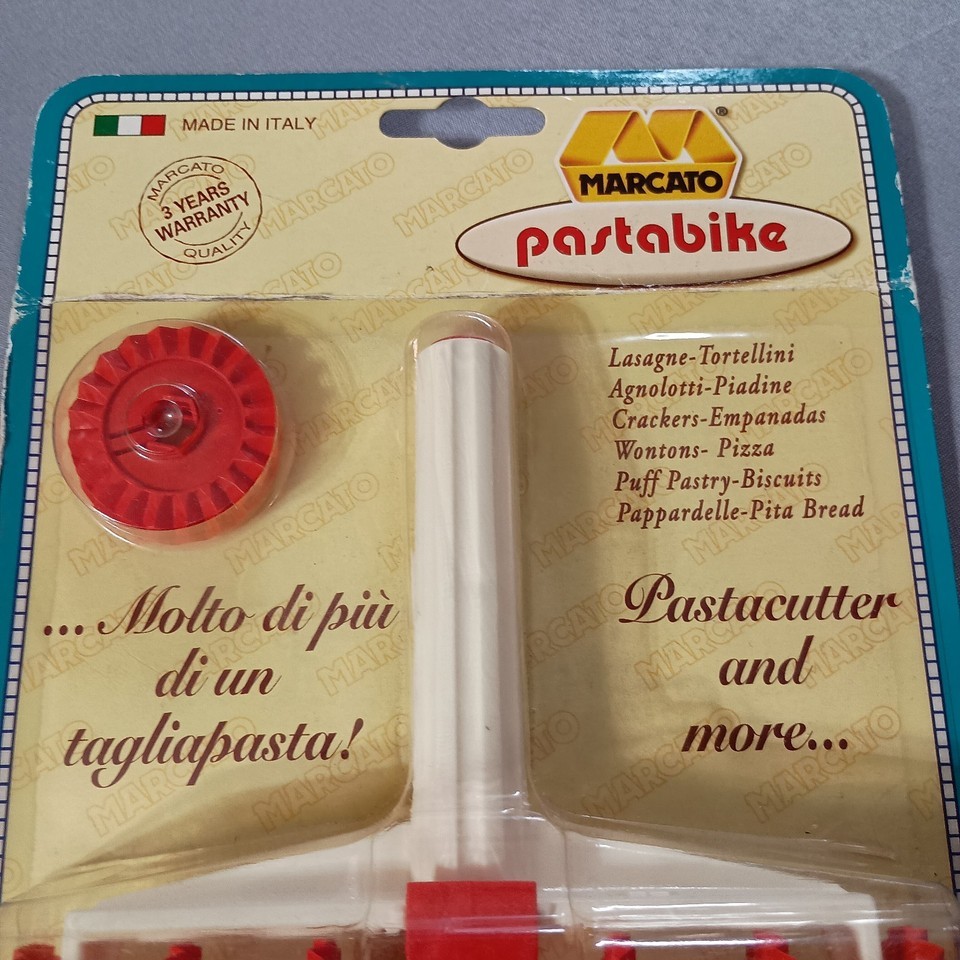 MADE IN ITALY
MARCATO
3 YEARS
WARRANTY
QUALITY
MARCATO®
pastabike
Lasagne-Tortellini
Agnolotti-Piadine
Crackers-Empanadas
Wontons- Pizza
Puff Pastry-Biscuits
Pappardelle-Pita Bread
... Molto di più
di un
tagliapasta!
Pastacutter
and
more...